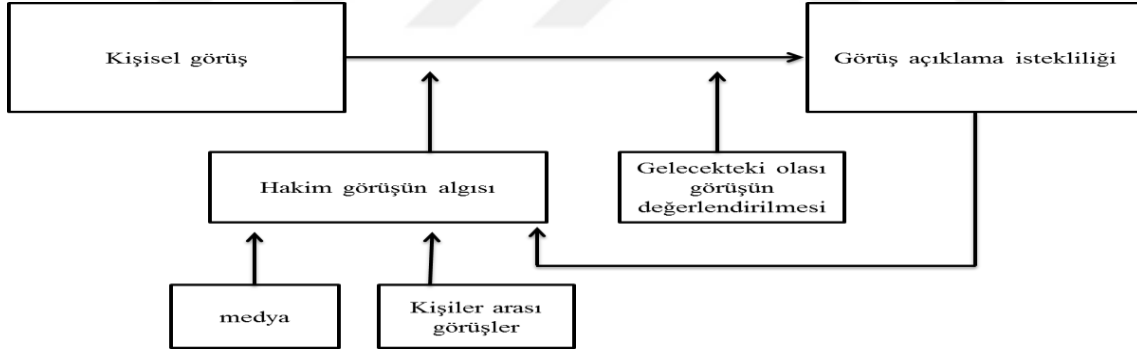 Kişisel görüş
Görüş açıklama istekliliği
Hakim görüşün algısı
Gelecekteki olası
görüşün
değerlendirilmesi
medya
Kişiler arası
görüşler